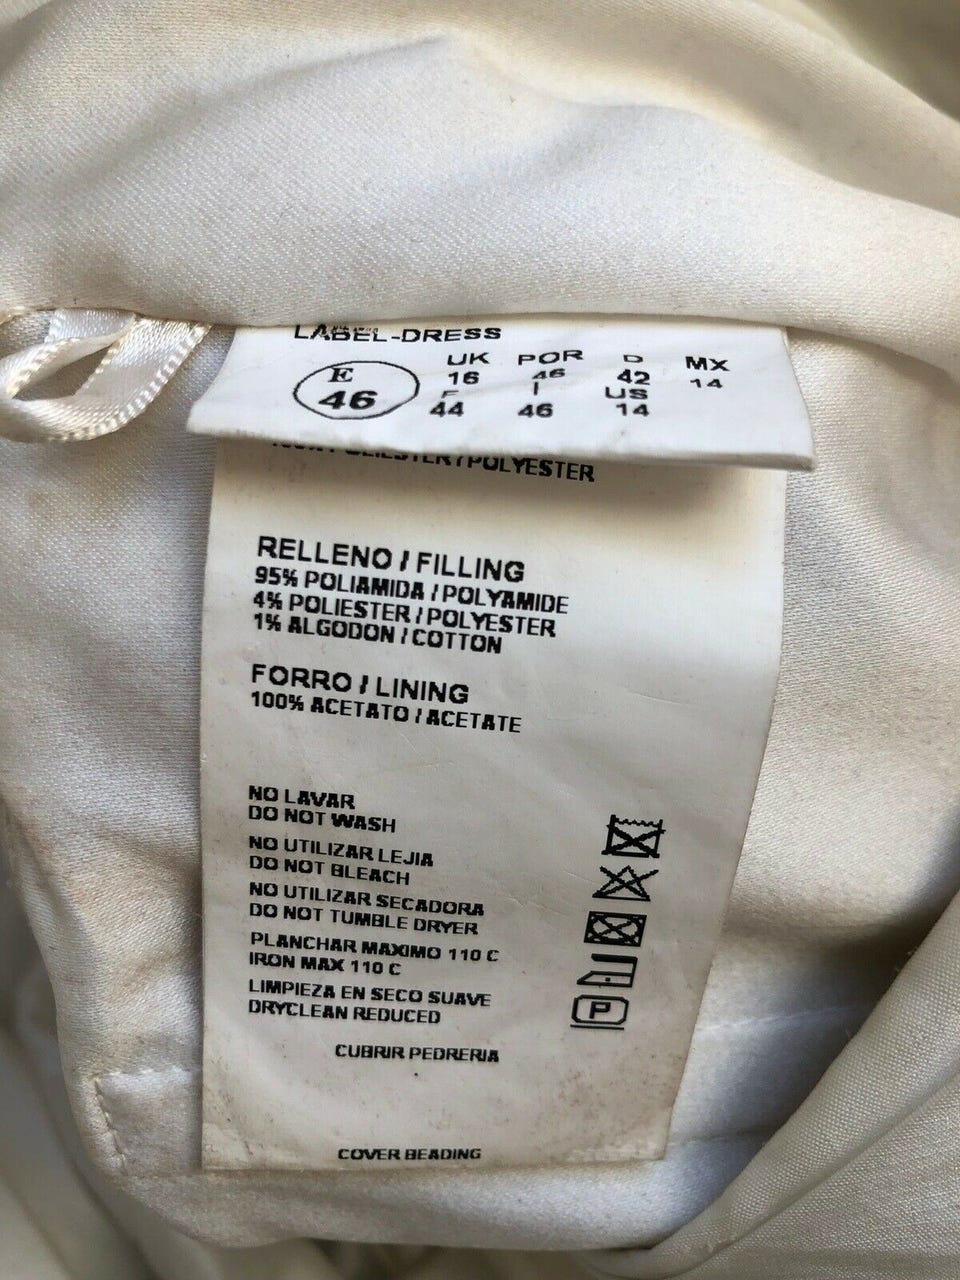 LABEL-DRESS
E UK POR D MX
46 16 46 42 14
F I US
44 46 14
POLIESTER / POLYESTER
RELLENO / FILLING
95% POLIAMIDA / POLYAMIDE
4% POLIESTER / POLYESTER
1% ALGODON / COTTON
FORRO / LINING
100% ACETATO / ACETATE
NO LAVAR
DO NOT WASH
NO UTILIZAR LEJIA
DO NOT BLEACH
NO UTILIZAR SECADORA
DO NOT TUMBLE DRYER
PLANCHAR MAXIMO 110 C
IRON MAX 110 C
LIMPIEZA EN SECO SUAVE
DRYCLEAN REDUCED
P
CUBRIR PEDRERIA
COVER BEADING